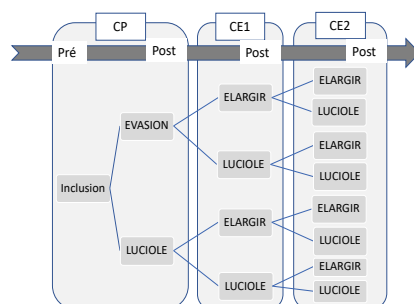 CP CE1 CE2
Pré Post Post Post
ELARGIR
ELARGIR
LUCIOLE
EVASION
ELARGIR
LUCIOLE
LUCIOLE
Inclusion
ELARGIR
ELARGIR
LUCIOLE
LUCIOLE
ELARGIR
LUCIOLE
LUCIOLE